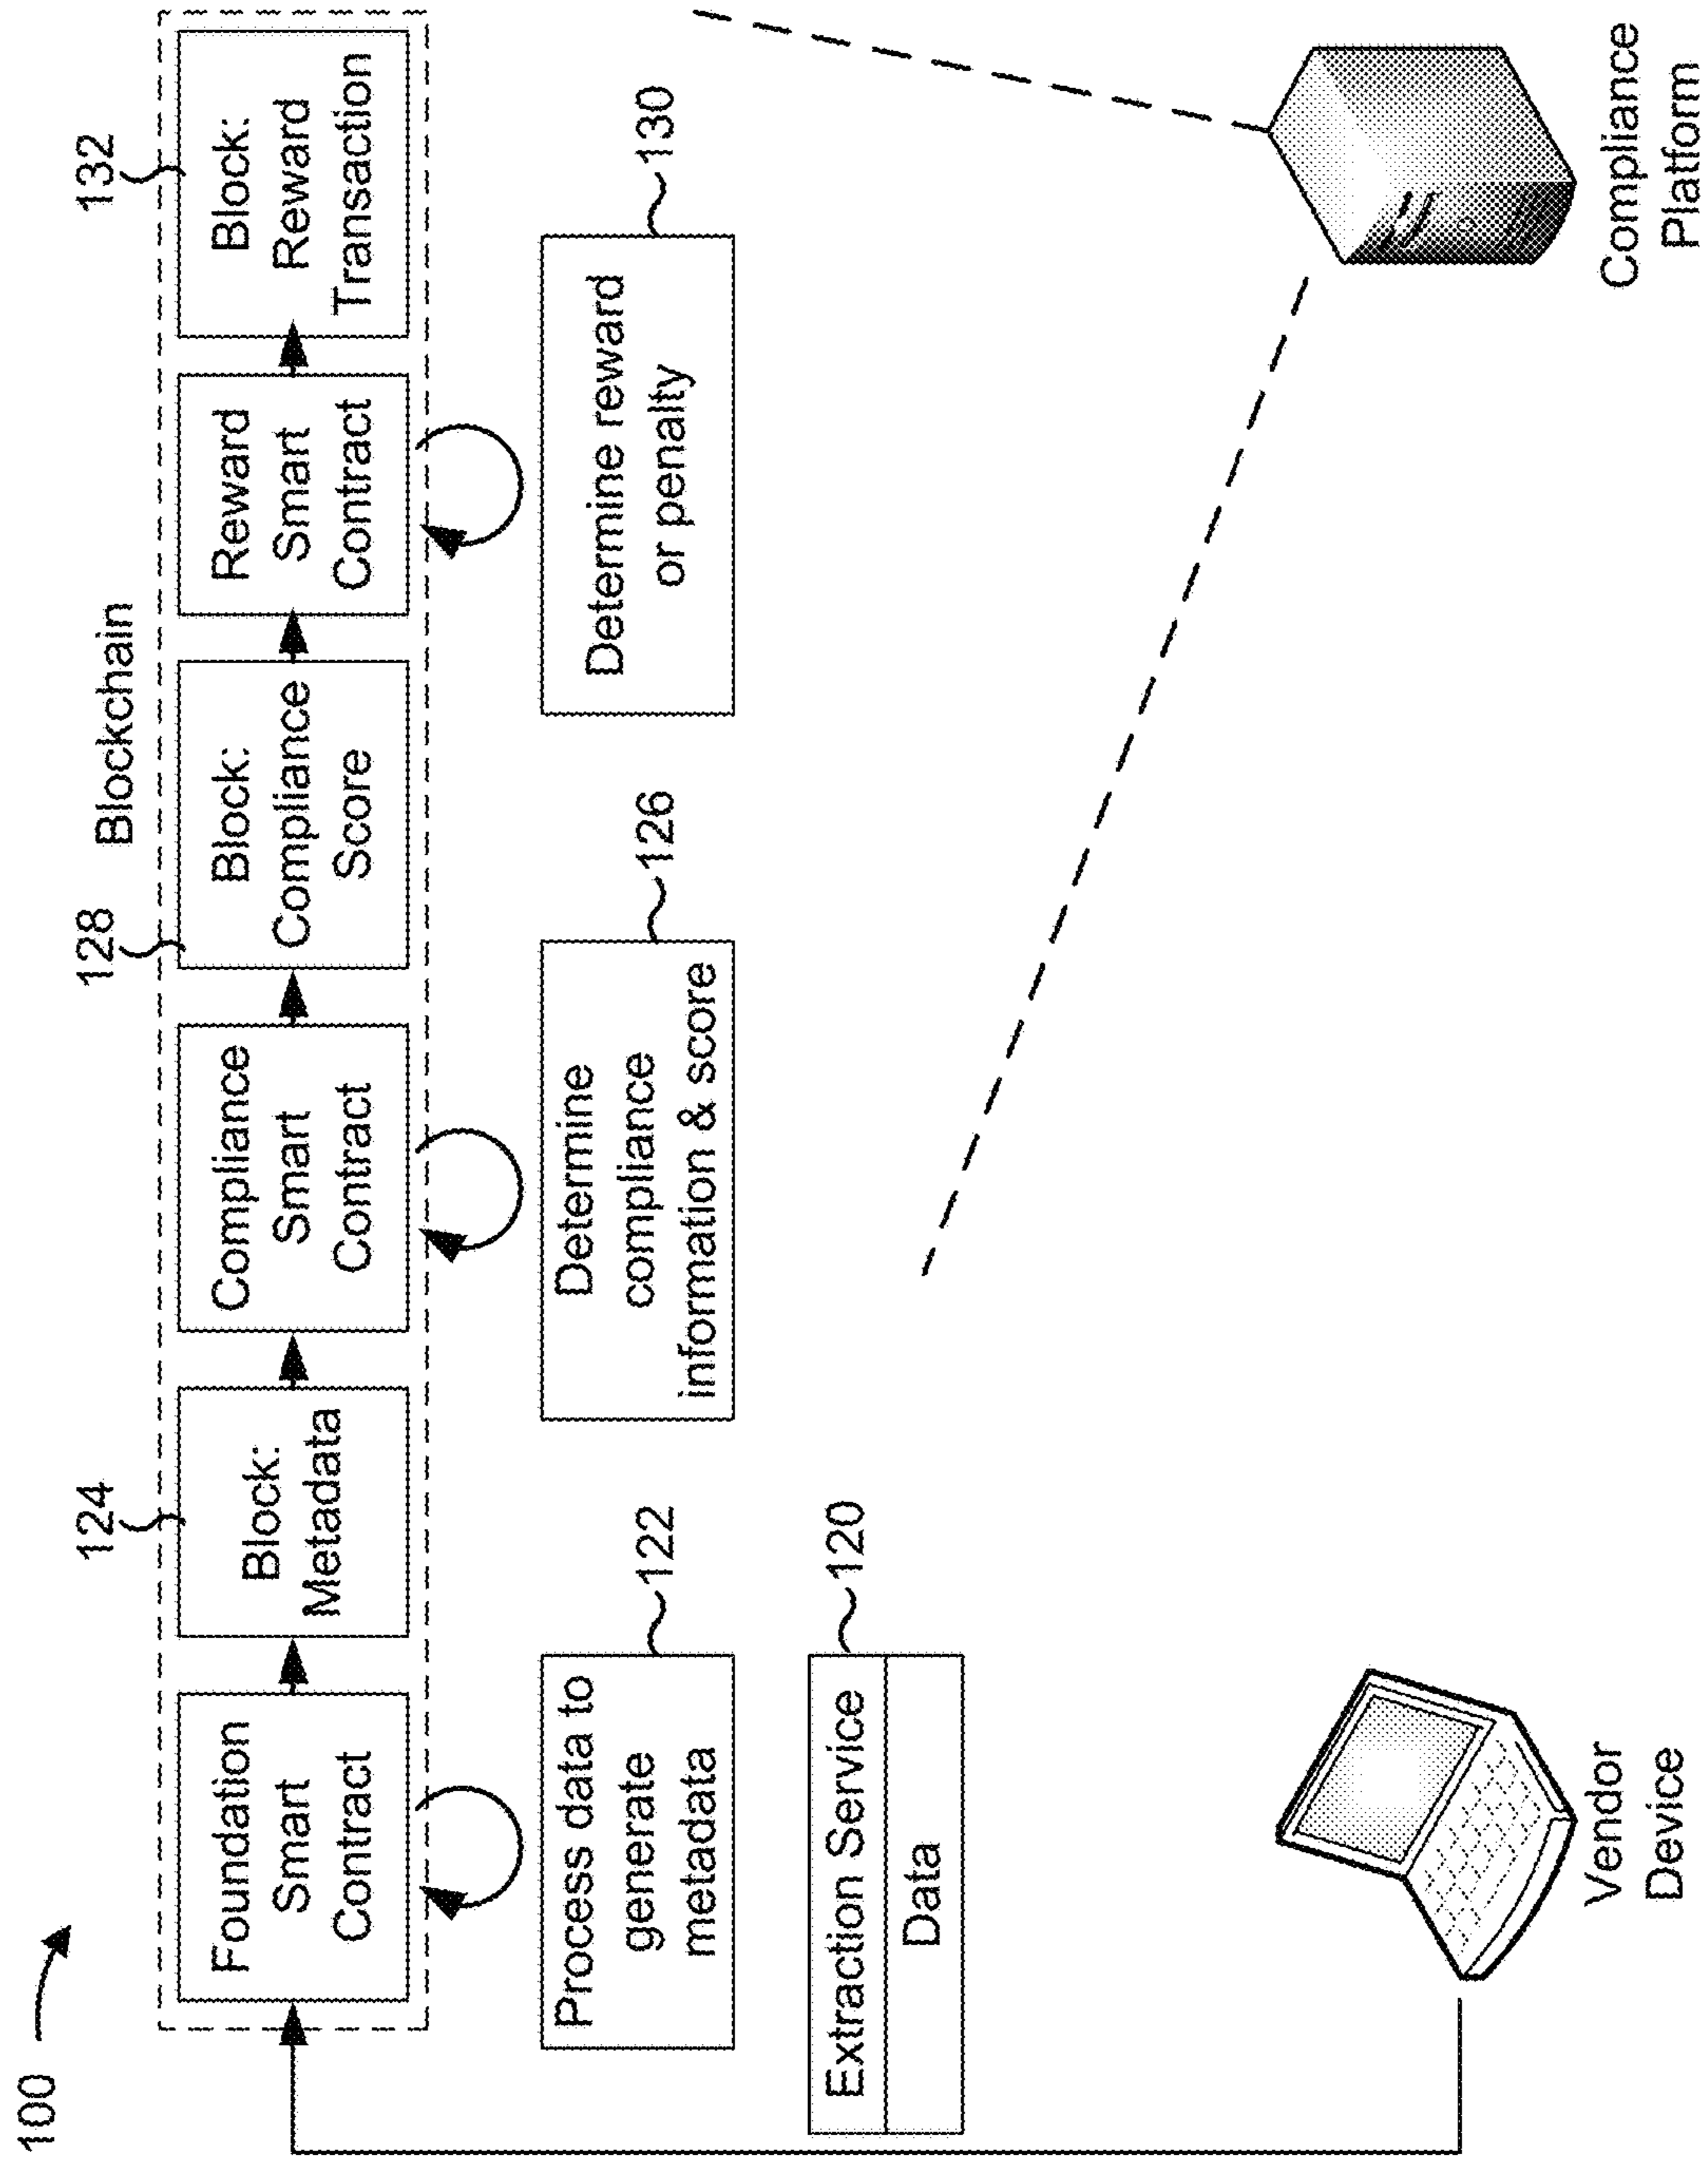 100
Blockchain
124
128
132
Foundation
Smart
Contract
Block:
Metadata
Compliance
Smart
Contract
Block:
Compliance
Score
Reward
Smart
Contract
Block:
Reward
Transaction
Process data to
generate
metadata
122
Determine
compliance
information & score
126
Determine reward
or penalty
130
Extraction Service
Data
120
Vendor
Device
Compliance
Platform